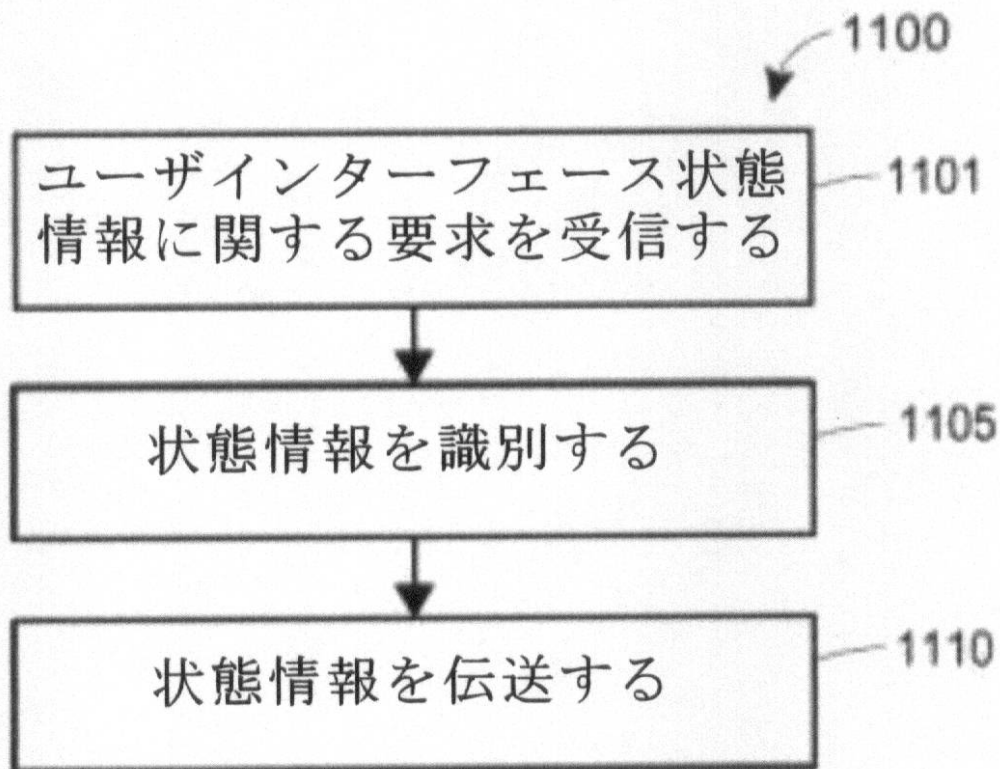 1100
ユーザインターフェース状態
情報に関する要求を受信する
1101
状態情報を識別する
1105
状態情報を伝送する
1110